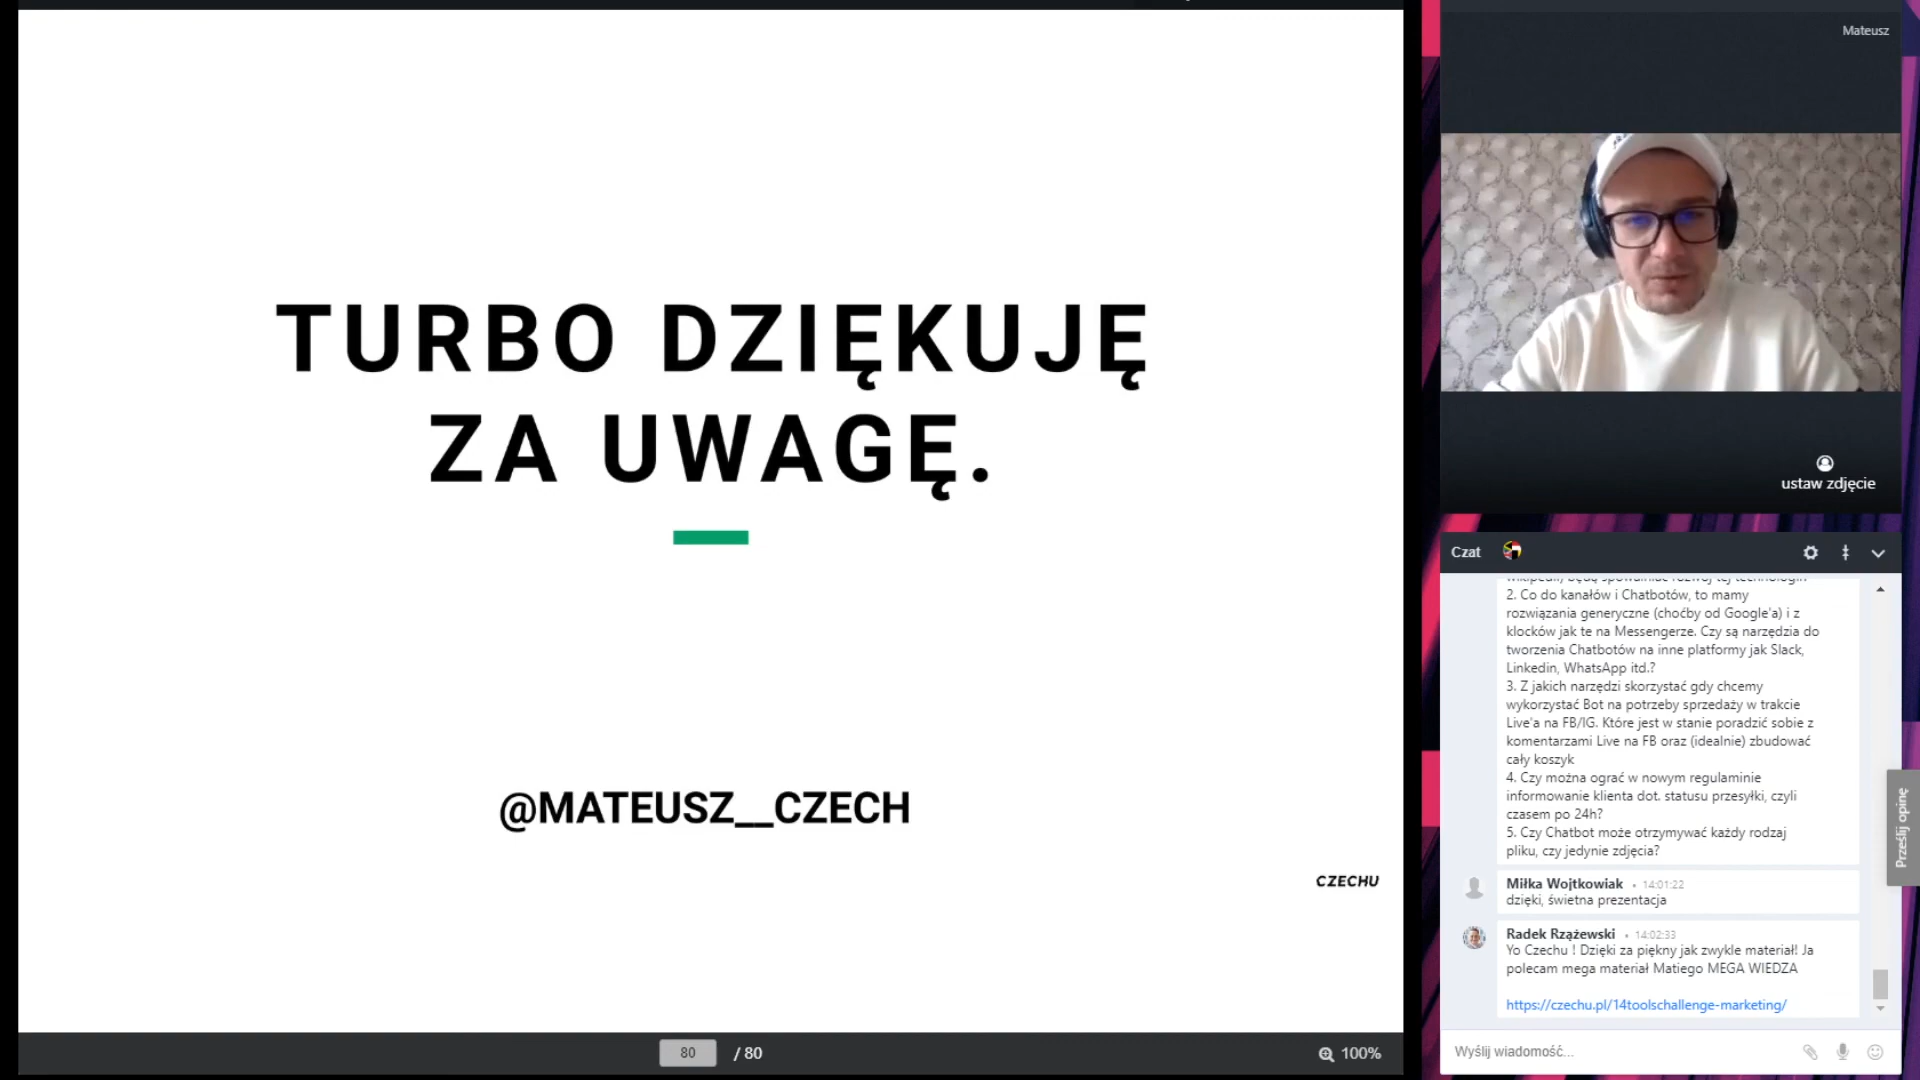 TURBO DZIĘKUJĘ
ZA UWAGĘ.
@MATEUSZ__CZECH
CZECHU
80 / 80
100%
Mateusz
ustaw zdjęcie
Czat
2. Co do kanałów i Chatbotów, to mamy
rozwiązania generyczne (choćby od Google'a) i z
klocków jak te na Messengerze. Czy są narzędzia do
tworzenia Chatbotów na inne platformy jak Slack,
Linkedin, WhatsApp itd.?
3. Z jakich narzędzi skorzystać gdy chcemy
wykorzystać Bot na potrzeby sprzedaży w trakcie
Live'a na FB/IG. Które jest w stanie poradzić sobie z
komentarzami Live na FB oraz (idealnie) zbudować
cały koszyk
4. Czy można ograć w nowym regulaminie
informowanie klienta dot. statusu przesyłki, czyli
czasem po 24h?
5. Czy Chatbot może otrzymywać każdy rodzaj
pliku, czy jedynie zdjęcia?
Miłka Wojtkowiak • 14:01:22
dzięki, świetna prezentacja
Radek Rzążewski • 14:02:33
Yo Czechu ! Dzięki za piękny jak zwykle materiał! Ja
polecam mega materiał Matiego MEGA WIEDZA
https://czechu.pl/14toolschallenge-marketing/
Wyślij wiadomość...
Prześlij opinę